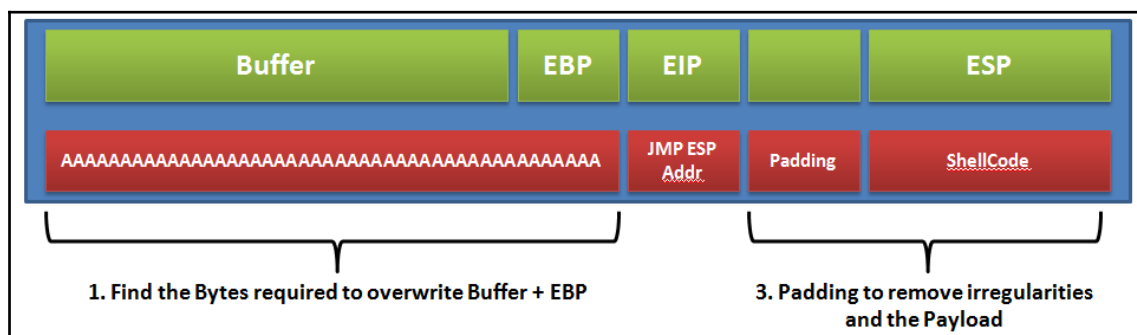 Buffer EBP EIP ESP
AAAAAAAAAAAAAAAAAAAAAAAAAAAAAAAAAAAAAAAAAAAAAA JMP ESP Addr Padding ShellCode
1. Find the Bytes required to overwrite Buffer + EBP
3. Padding to remove irregularities
and the Payload